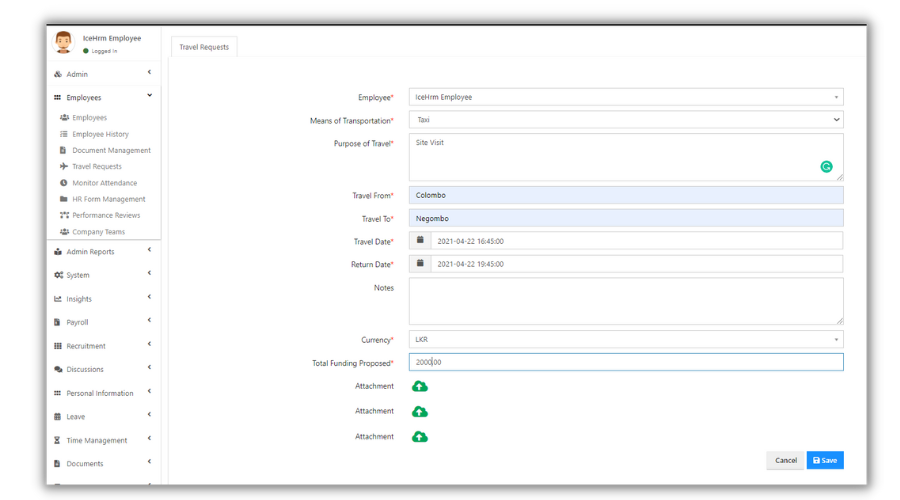 IceHrm Employee
Logged In
Travel Requests
Admin
Employees
Employees
Employee History
Document Management
Travel Requests
Monitor Attendance
HR Form Management
Performance Reviews
Company Teams
Admin Reports
System
Insights
Payroll
Recruitment
Discussions
Personal Information
Leave
Time Management
Documents
Employee* IceHrm Employee
Means of Transportation* Taxi
Purpose of Travel* Site Visit
Travel From* Colombo
Travel To* Negombo
Travel Date* 2021-04-22 16:45:00
Return Date* 2021-04-22 19:45:00
Notes
Currency* LKR
Total Funding Proposed* 2000.00
Attachment
Attachment
Attachment
Cancel Save